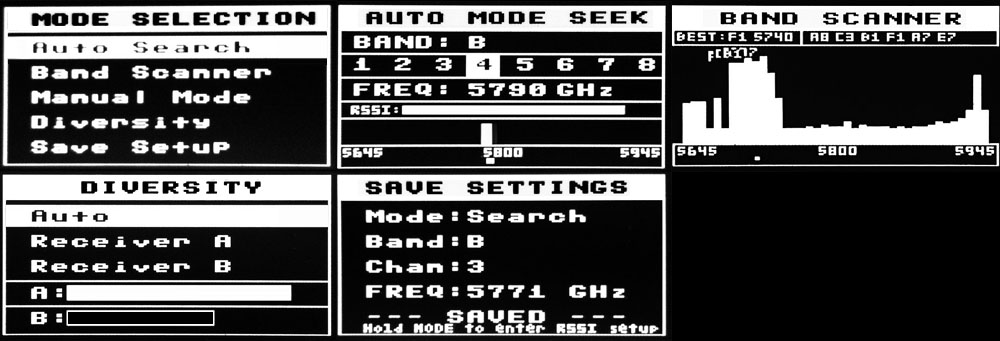 MODE SELECTION
Auto Search
Band Scanner
Manual Mode
Diversity
Save Setup
AUTO MODE SEEK
BAND: B
1 2 3 4 5 6 7 8
FREQ: 5790 GHz
RSSI:
5645 5800 5945
BAND SCANNER
BEST:F1 5740 | A8 C3 B1 F1 A7 E7
5645 5800 5945
DIVERSITY
Auto
Receiver A
Receiver B
A:
B:
SAVE SETTINGS
Mode:Search
Band:B
Chan:3
FREQ:5771 GHz
--- SAVED ---
Hold MODE to enter RSSI setup